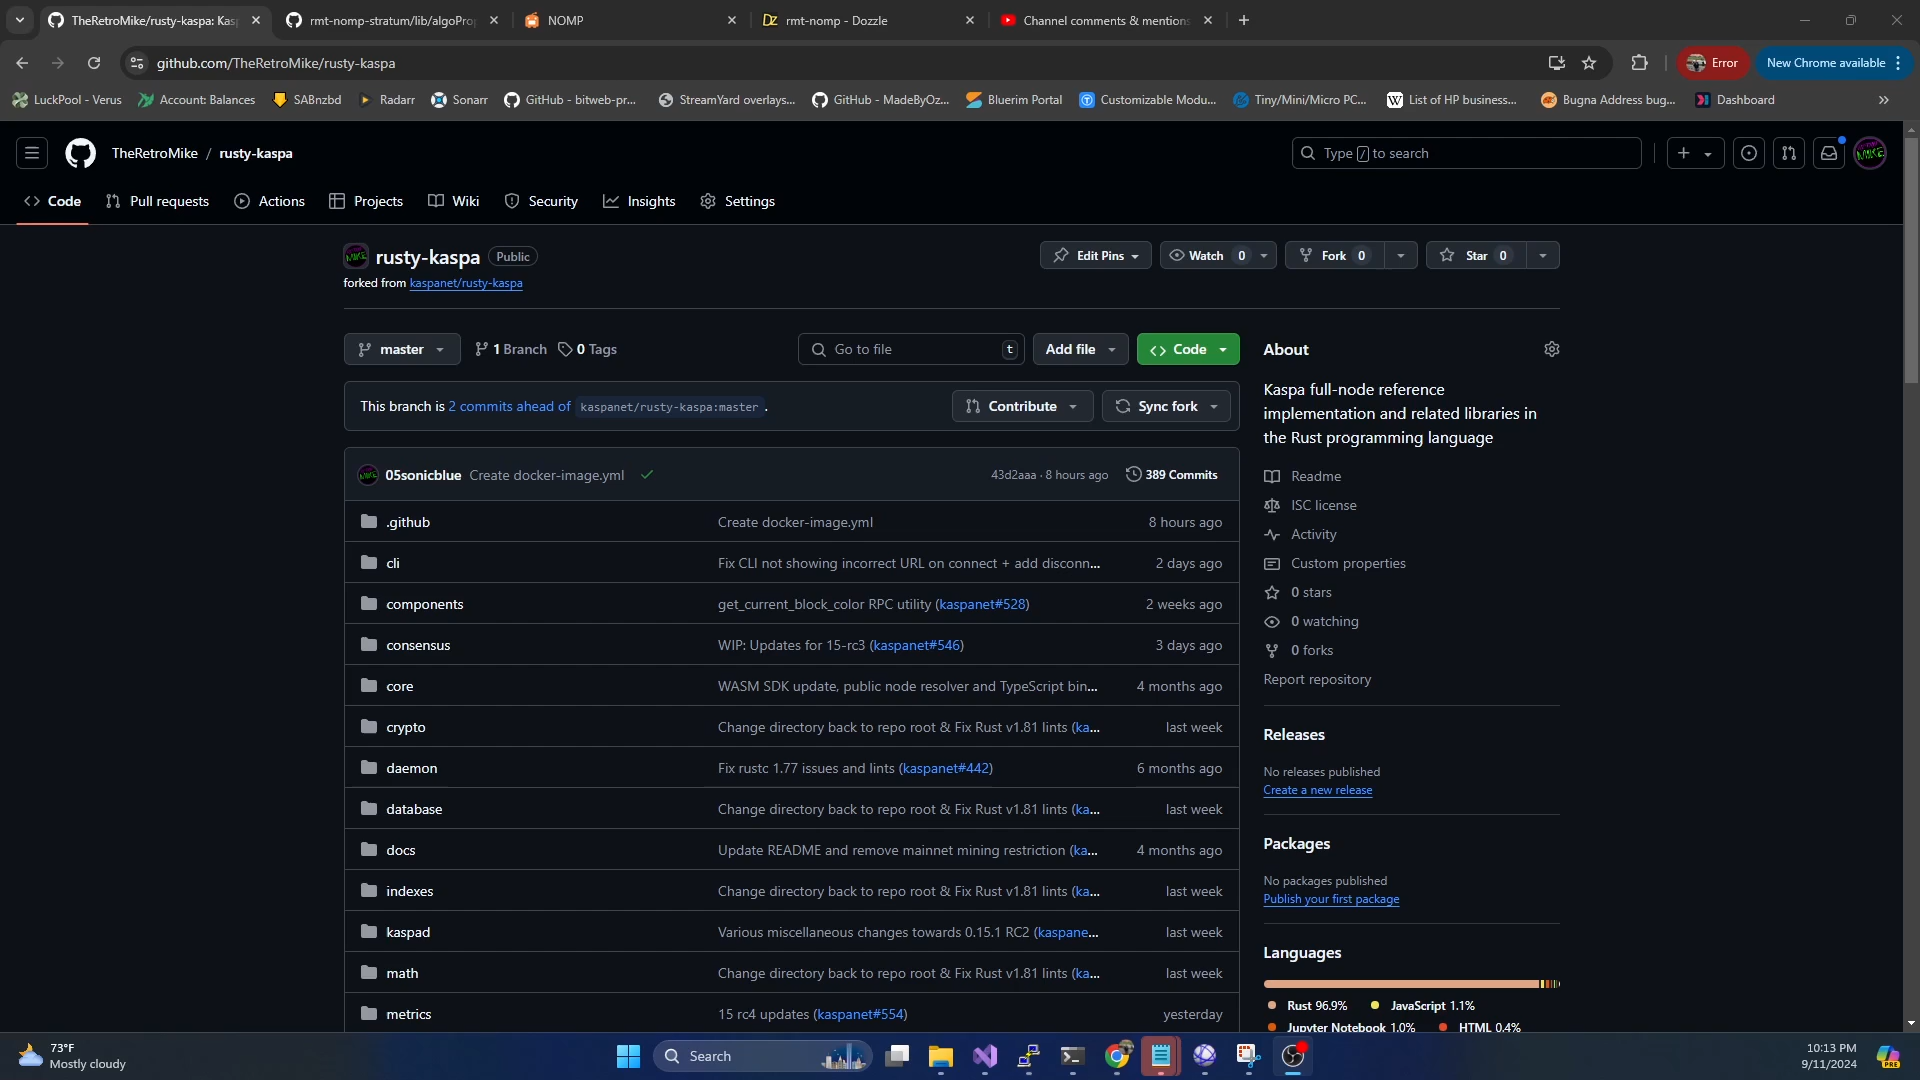 TheRetroMike/rusty-kaspa: Kas
rmt-nomp-stratum/lib/algoProp
NOMP
rmt-nomp - Dozzle
Channel comments & mentions
github.com/TheRetroMike/rusty-kaspa
Error
New Chrome available
LuckPool - Verus
Account: Balances
SABnzbd
Radarr
Sonarr
GitHub - bitweb-pr...
StreamYard overlays...
GitHub - MadeByOz...
Bluerim Portal
Customizable Modu...
Tiny/Mini/Micro PC...
List of HP business...
Bugna Address bug...
Dashboard
TheRetroMike / rusty-kaspa
Type / to search
Code
Pull requests
Actions
Projects
Wiki
Security
Insights
Settings
rusty-kaspa Public
Edit Pins
Watch 0
Fork 0
Star 0
forked from kaspanet/rusty-kaspa
master
1 Branch
0 Tags
Go to file t
Add file
Code
About
Kaspa full-node reference
implementation and related libraries in
the Rust programming language
This branch is 2 commits ahead of kaspanet/rusty-kaspa:master .
Contribute
Sync fork
05sonicblue Create docker-image.yml
43d2aaa · 8 hours ago
389 Commits
.github Create docker-image.yml 8 hours ago
cli Fix CLI not showing incorrect URL on connect + add disconn... 2 days ago
components get_current_block_color RPC utility (kaspanet#528) 2 weeks ago
consensus WIP: Updates for 15-rc3 (kaspanet#546) 3 days ago
core WASM SDK update, public node resolver and TypeScript bin... 4 months ago
crypto Change directory back to repo root & Fix Rust v1.81 lints (ka... last week
daemon Fix rustc 1.77 issues and lints (kaspanet#442) 6 months ago
database Change directory back to repo root & Fix Rust v1.81 lints (ka... last week
docs Update README and remove mainnet mining restriction (ka... 4 months ago
indexes Change directory back to repo root & Fix Rust v1.81 lints (ka... last week
kaspad Various miscellaneous changes towards 0.15.1 RC2 (kaspane... last week
math Change directory back to repo root & Fix Rust v1.81 lints (ka... last week
metrics 15 rc4 updates (kaspanet#554) yesterday
Readme
ISC license
Activity
Custom properties
0 stars
0 watching
0 forks
Report repository
Releases
No releases published
Create a new release
Packages
No packages published
Publish your first package
Languages
Rust 96.9%
JavaScript 1.1%
Jupyter Notebook 1.0%
HTML 0.4%
73°F
Mostly cloudy
Search
10:13 PM
9/11/2024